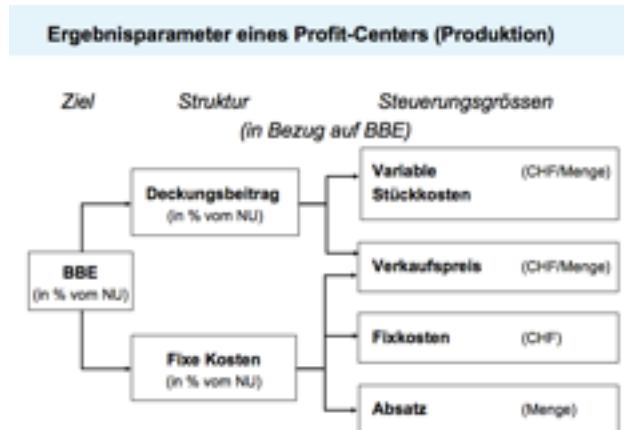 Ergebnisparameter eines Profit-Centers (Produktion)
Ziel Struktur Steuerungsgrössen
(in Bezug auf BBE)
Variable (CHF/Menge)
Stückkosten
Deckungsbeitrag
(in % vom NU)
BBE
(in % vom NU)
Verkaufspreis (CHF/Menge)
Fixkosten (CHF)
Fixe Kosten
(in % vom NU)
Absatz (Menge)